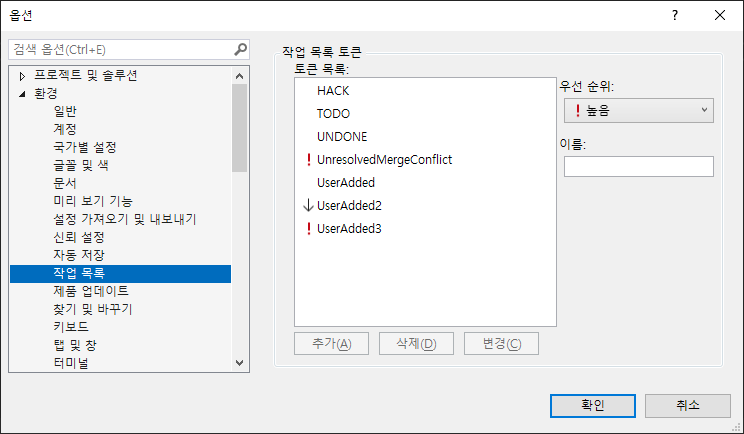 옵션
검색 옵션(Ctrl+E)
프로젝트 및 솔루션
환경
일반
계정
국가별 설정
글꼴 및 색
문서
미리 보기 기능
설정 가져오기 및 내보내기
신뢰 설정
자동 저장
작업 목록
제품 업데이트
찾기 및 바꾸기
키보드
탭 및 창
터미널
작업 목록 토큰
토큰 목록:
HACK
TODO
UNDONE
UnresolvedMergeConflict
UserAdded
UserAdded2
UserAdded3
우선 순위:
높음
이름:
추가(A)
삭제(D)
변경(C)
확인
취소